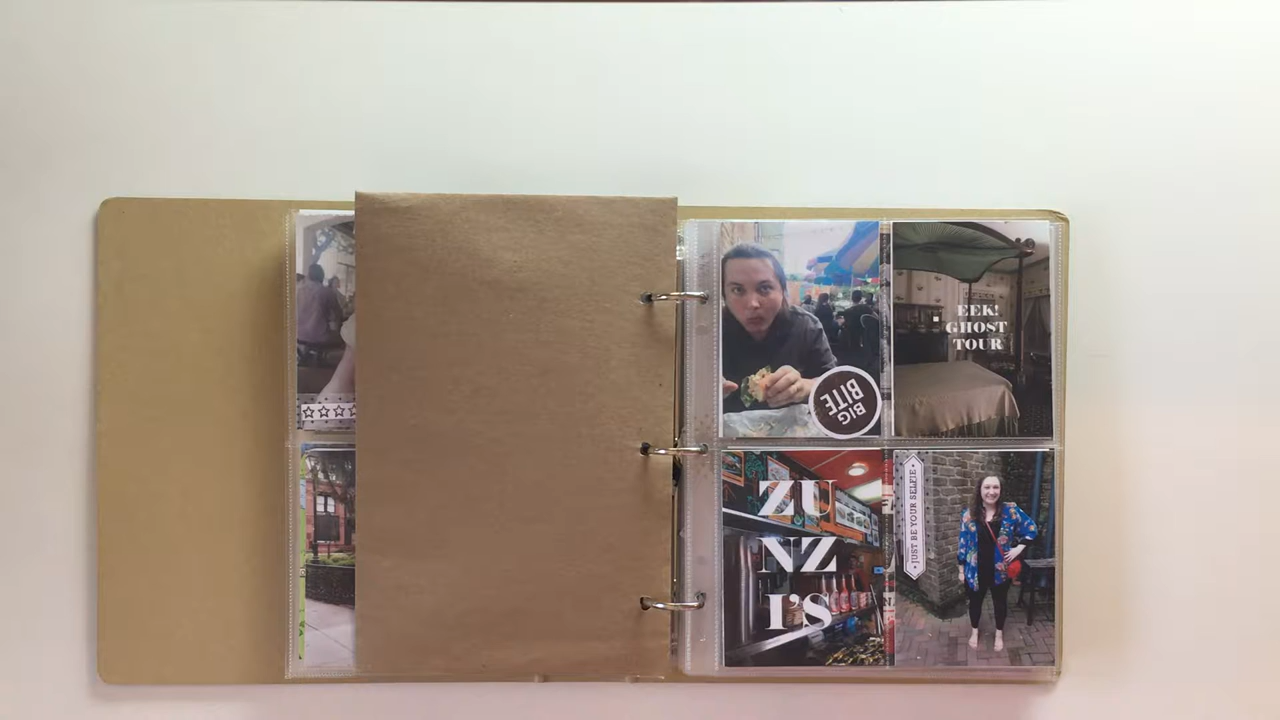 BIG
BITE
EEK!
GHOST
TOUR
ZU
NZ
I'S
• JUST BE YOUR SELFIE •